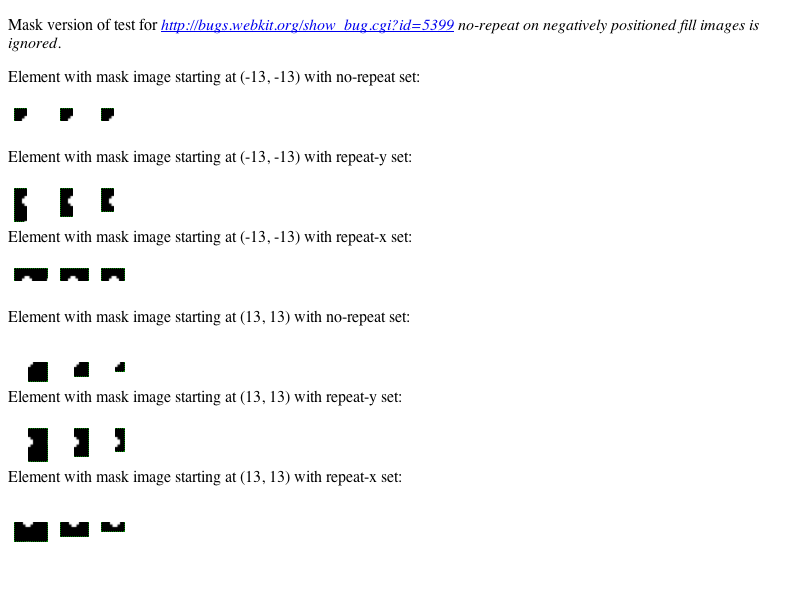 Mask version of test for http://bugs.webkit.org/show_bug.cgi?id=5399 no-repeat on negatively positioned fill images is
ignored.
Element with mask image starting at (-13, -13) with no-repeat set:
Element with mask image starting at (-13, -13) with repeat-y set:
Element with mask image starting at (-13, -13) with repeat-x set:
Element with mask image starting at (13, 13) with no-repeat set:
Element with mask image starting at (13, 13) with repeat-y set:
Element with mask image starting at (13, 13) with repeat-x set: